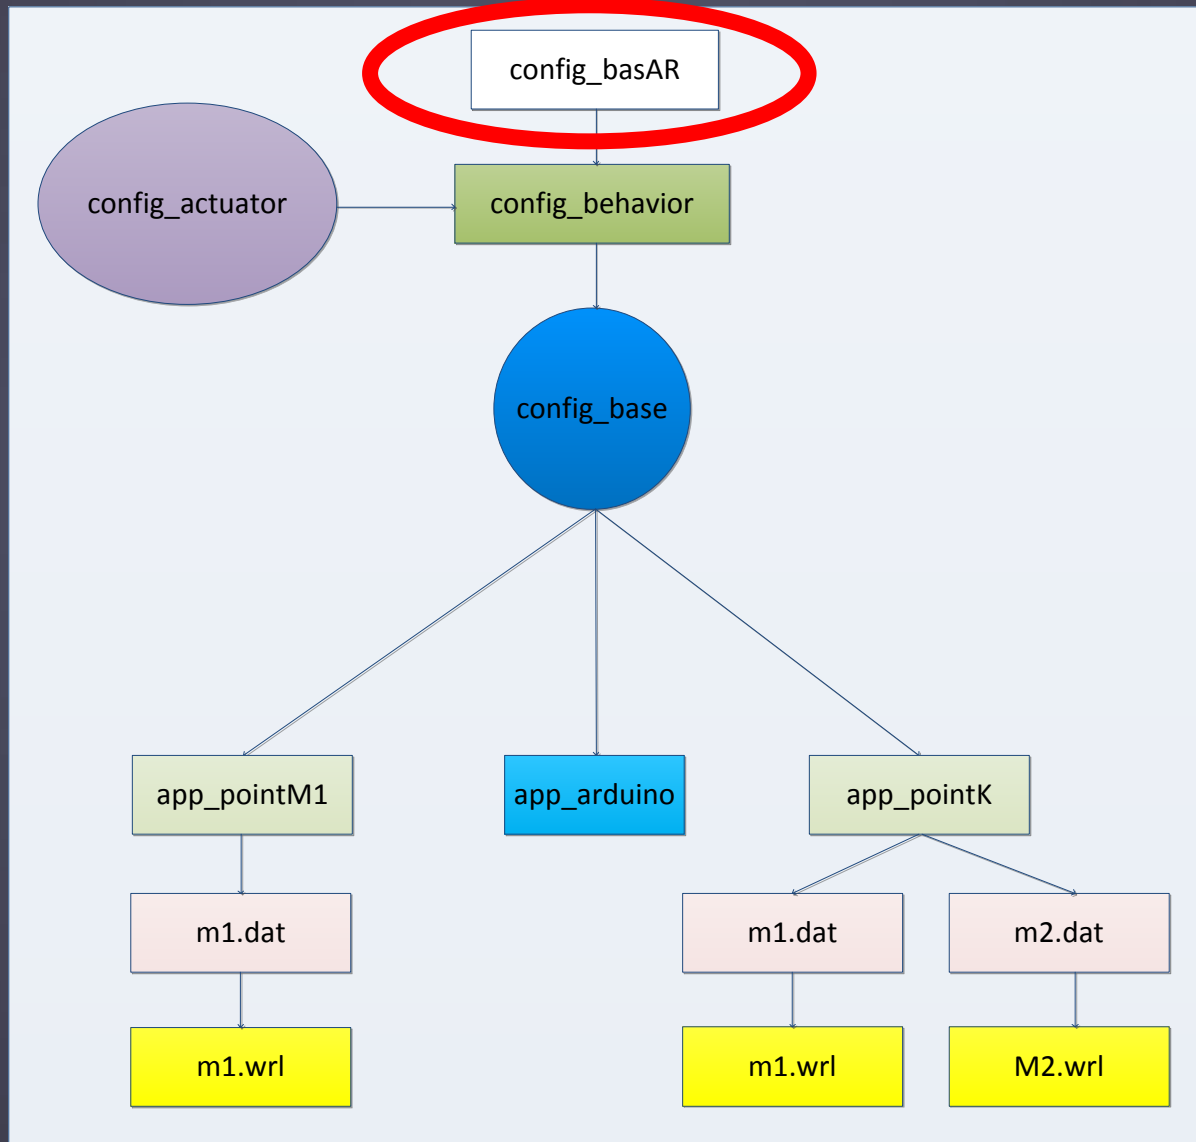 config_basAR
config_actuator
config_behavior
config_base
app_pointM1
app_arduino
app_pointK
m1.dat
m1.dat
m2.dat
m1.wrl
m1.wrl
M2.wrl